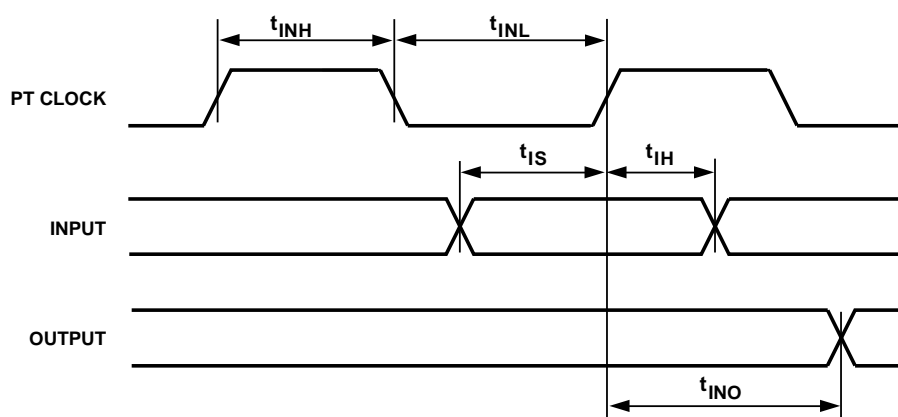 tINH tINL
PT CLOCK
tIS tIH
INPUT
OUTPUT
tINO